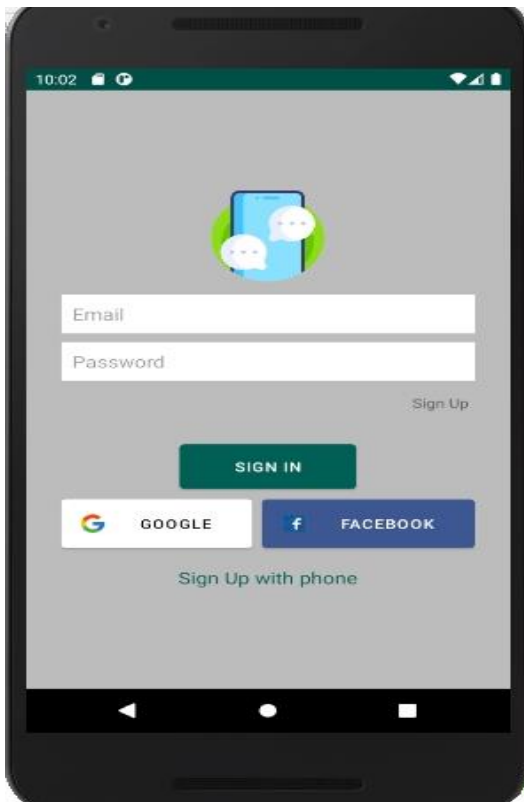 10:02
Email
Password
Sign Up
SIGN IN
GOOGLE
FACEBOOK
Sign Up with phone